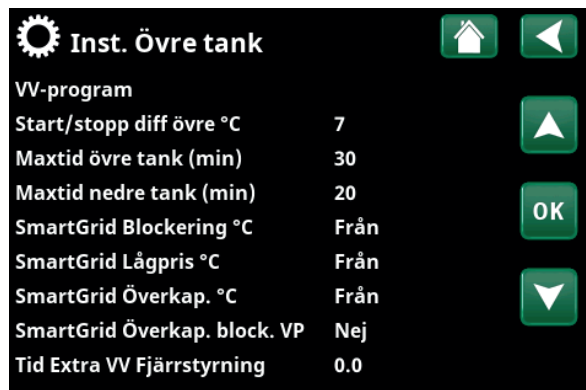 Inst. Övre tank
VV-program
Start/stopp diff övre °C 7
Maxtid övre tank (min) 30
Maxtid nedre tank (min) 20
SmartGrid Blockering °C Från
SmartGrid Lågpris °C Från
SmartGrid Överkap. °C Från
SmartGrid Överkap. block. VP Nej
Tid Extra VV Fjärrstyrning 0.0
OK